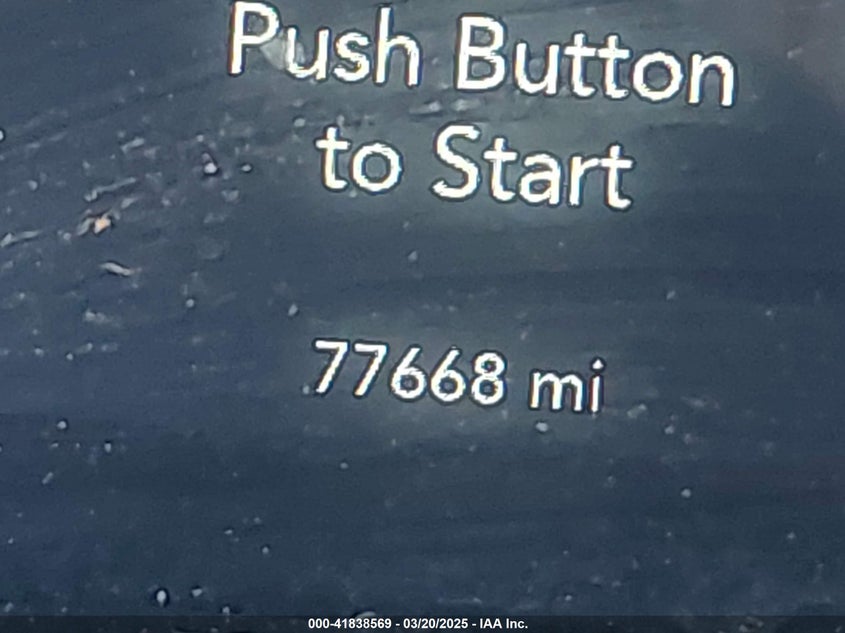 Push Button
to Start
77668 mi
000-41838569 - 03/20/2025 - IAA Inc.